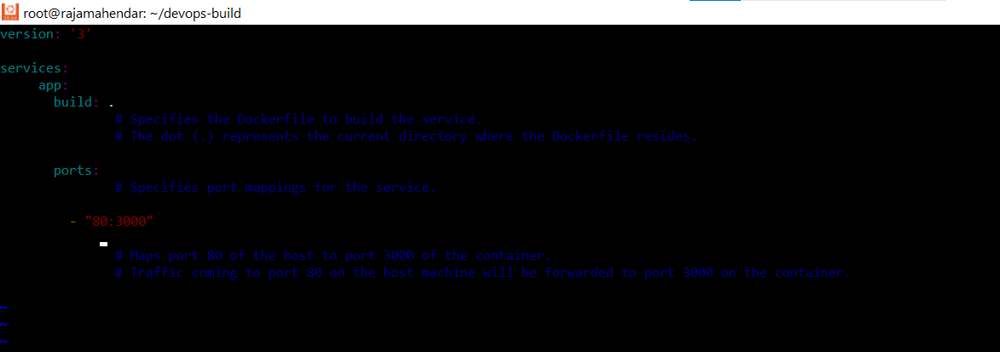 root@rajamahendar: ~/devops-build
version: '3'
services:
app:
build: .
# Specifies the Dockerfile to build the service.
# The dot (.) represents the current directory where the Dockerfile resides.
ports:
# Specifies port mappings for the service.
- "80:3000"
# Maps port 80 of the host to port 3000 of the container.
# Traffic coming to port 80 on the host machine will be forwarded to port 3000 on the container.
~
~
~